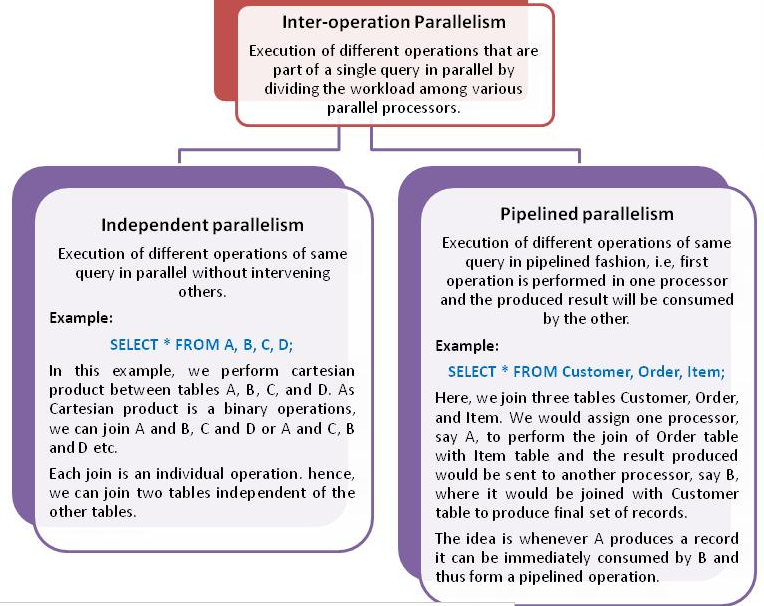 Inter-operation Parallelism
Execution of different operations that are
part of a single query in parallel by
dividing the workload among various
parallel processors.
Independent parallelism
Execution of different operations of same
query in parallel without intervening
others.
Example:
SELECT * FROM A, B, C, D;
In this example, we perform cartesian
product between tables A, B, C, and D. As
Cartesian product is a binary operations,
we can join A and B, C and D or A and C, B
and D etc.
Each join is an individual operation. hence,
we can join two tables independent of the
other tables.
Pipelined parallelism
Execution of different operations of same
query in pipelined fashion, i.e, first
operation is performed in one processor
and the produced result will be consumed
by the other.
Example:
SELECT * FROM Customer, Order, Item;
Here, we join three tables Customer, Order,
and Item. We would assign one processor,
say A, to perform the join of Order table
with Item table and the result produced
would be sent to another processor, say B,
where it would be joined with Customer
table to produce final set of records.
The idea is whenever A produces a record
it can be immediately consumed by B and
thus form a pipelined operation.